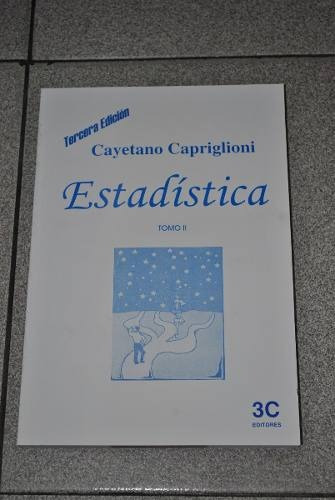 Tercera Edición
Cayetano Capriglioni
Estadística
TOMO II
3C
EDITORES